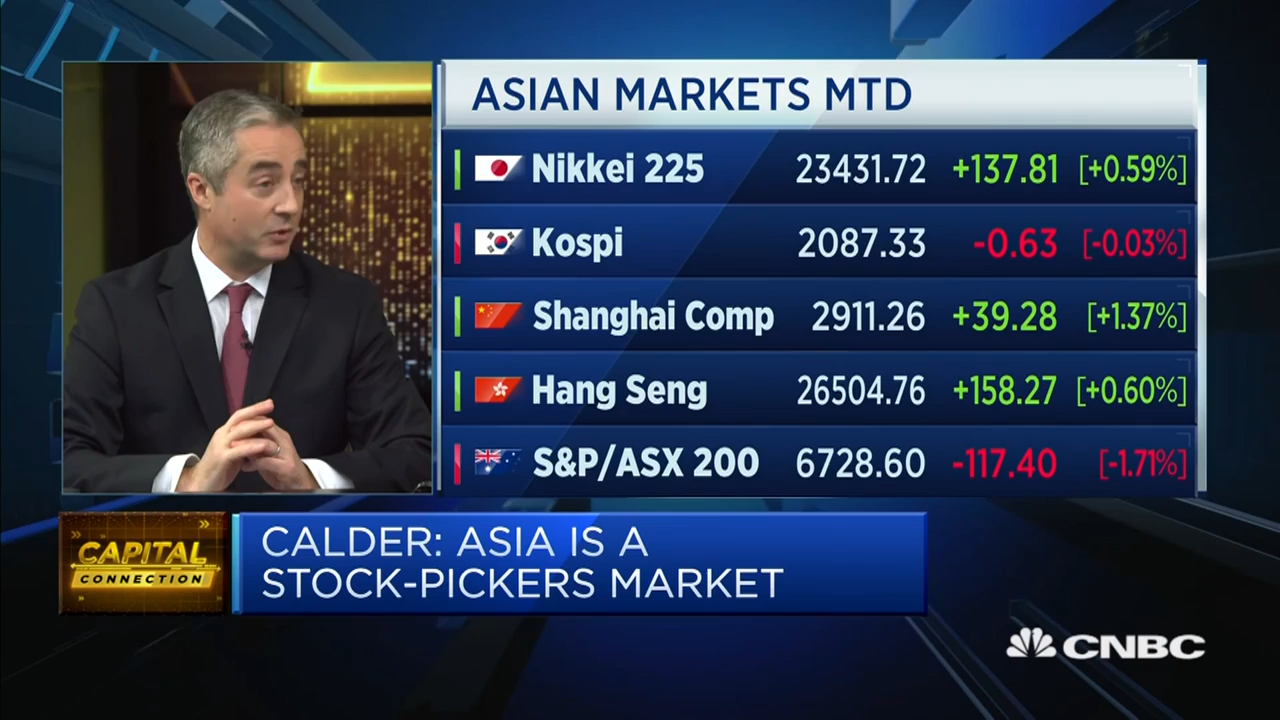 ASIAN MARKETS MTD
Nikkei 225 23431.72 +137.81 [+0.59%]
Kospi 2087.33 -0.63 [-0.03%]
Shanghai Comp 2911.26 +39.28 [+1.37%]
Hang Seng 26504.76 +158.27 [+0.60%]
S&P/ASX 200 6728.60 -117.40 [-1.71%]
CAPITAL
CONNECTION
CALDER: ASIA IS A
STOCK-PICKERS MARKET
CNBC